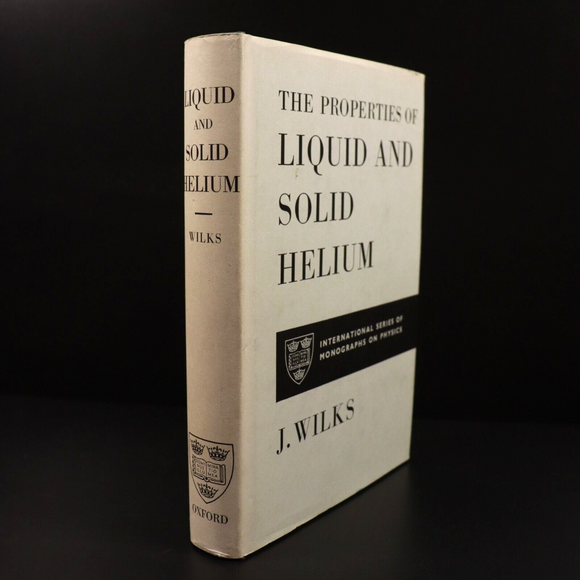 LIQUID
AND
SOLID
HELIUM
WILKS
OXFORD
THE PROPERTIES OF
LIQUID AND
SOLID
HELIUM
INTERNATIONAL SERIES OF
MONOGRAPHS ON PHYSICS
J. WILKS